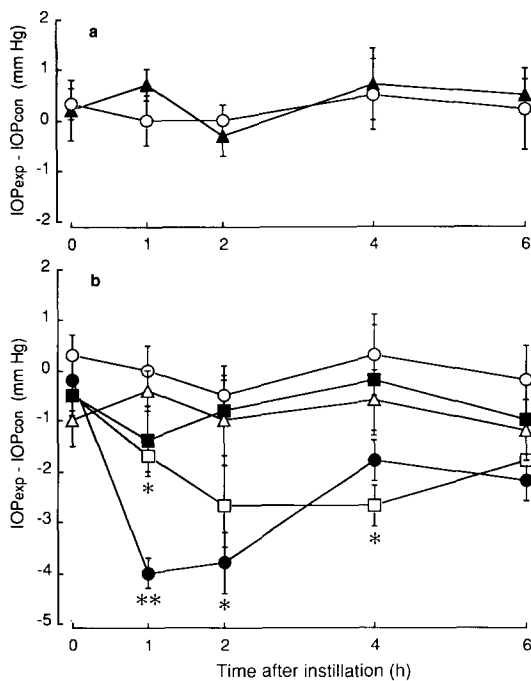 a
IOPexp - IOPcon (mm Hg)
2
1
0
-1
-2
0 1 2 4 6
b
IOPexp - IOPcon (mm Hg)
2
1
0
-1
-2
-3
-4
-5
*
*
**
*
0 1 2 4 6
Time after instillation (h)